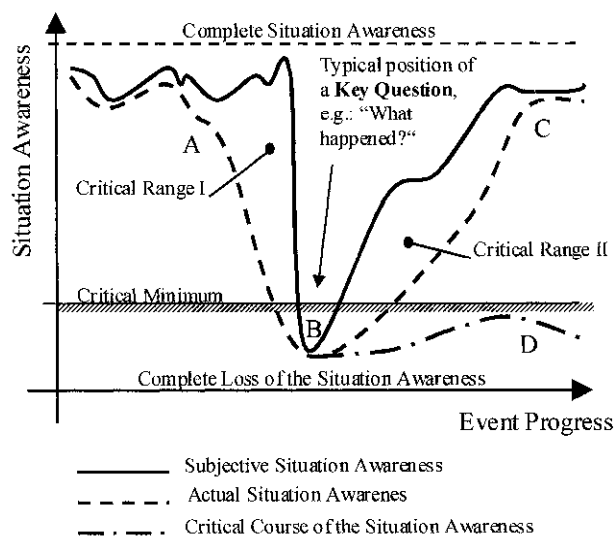 Complete Situation Awareness
Situation Awareness
Typical position of
a Key Question,
e.g.: “What
happened?“
A
C
Critical Range I
Critical Range II
Critical Minimum
B
D
Complete Loss of the Situation Awareness
Event Progress
Subjective Situation Awareness
Actual Situation Awarenes
Critical Course of the Situation Awareness